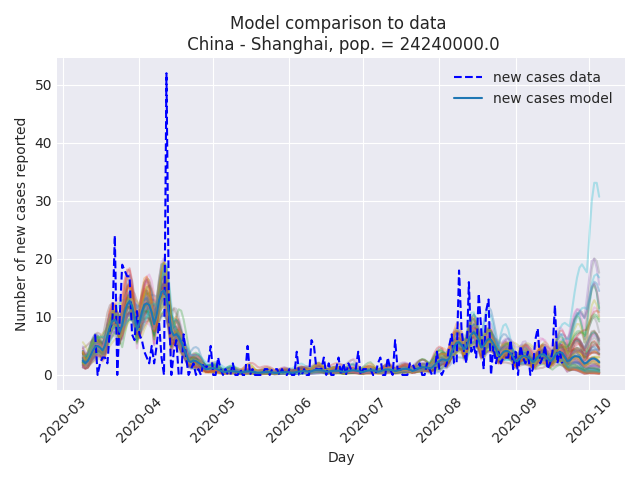 Model comparison to data
China - Shanghai, pop. = 24240000.0
new cases data
new cases model
Number of new cases reported
50
40
30
20
10
0
2020-03
2020-04
2020-05
2020-06
2020-07
2020-08
2020-09
2020-10
Day